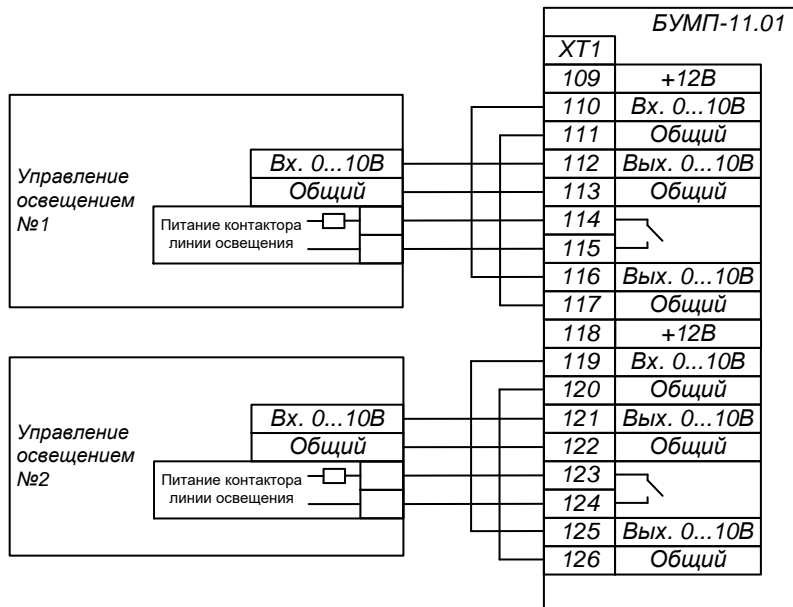 БУМП-11.01
XT1
109 +12В
110 Вх. 0...10В
111 Общий
112 Вых. 0...10В
113 Общий
114
115
116 Вых. 0...10В
117 Общий
118 +12В
119 Вх. 0...10В
120 Общий
121 Вых. 0...10В
122 Общий
123
124
125 Вых. 0...10В
126 Общий
Управление
освещением
№1
Вх. 0...10В
Общий
Питание контактора
линии освещения
Управление
освещением
№2
Вх. 0...10В
Общий
Питание контактора
линии освещения